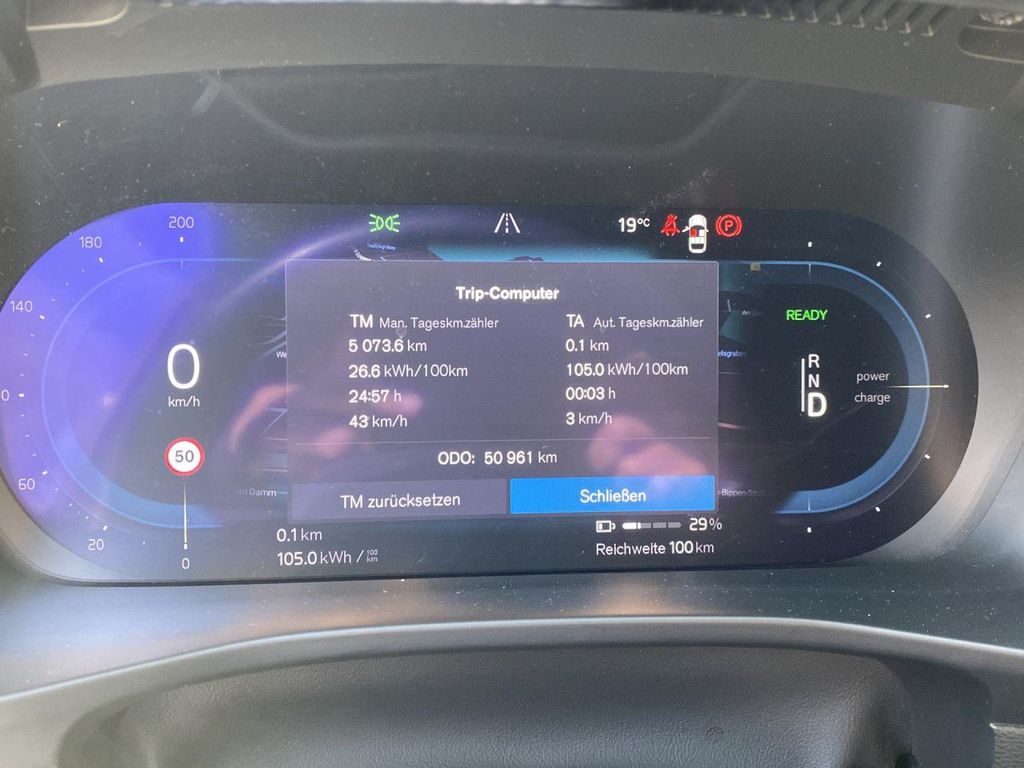 200
180
140
60
20
0
0
km/h
50
19°C
P
Trip-Computer
TM Man. Tageskm.zähler
5 073.6 km
26.6 kWh/100km
24:57 h
43 km/h
TA Aut. Tageskm.zähler
0.1 km
105.0 kWh/100km
00:03 h
3 km/h
ODO: 50 961 km
TM zurücksetzen
Schließen
0.1 km
105.0 kWh / 100 km
29%
Reichweite 100 km
READY
R
N
D
power
charge
Damm